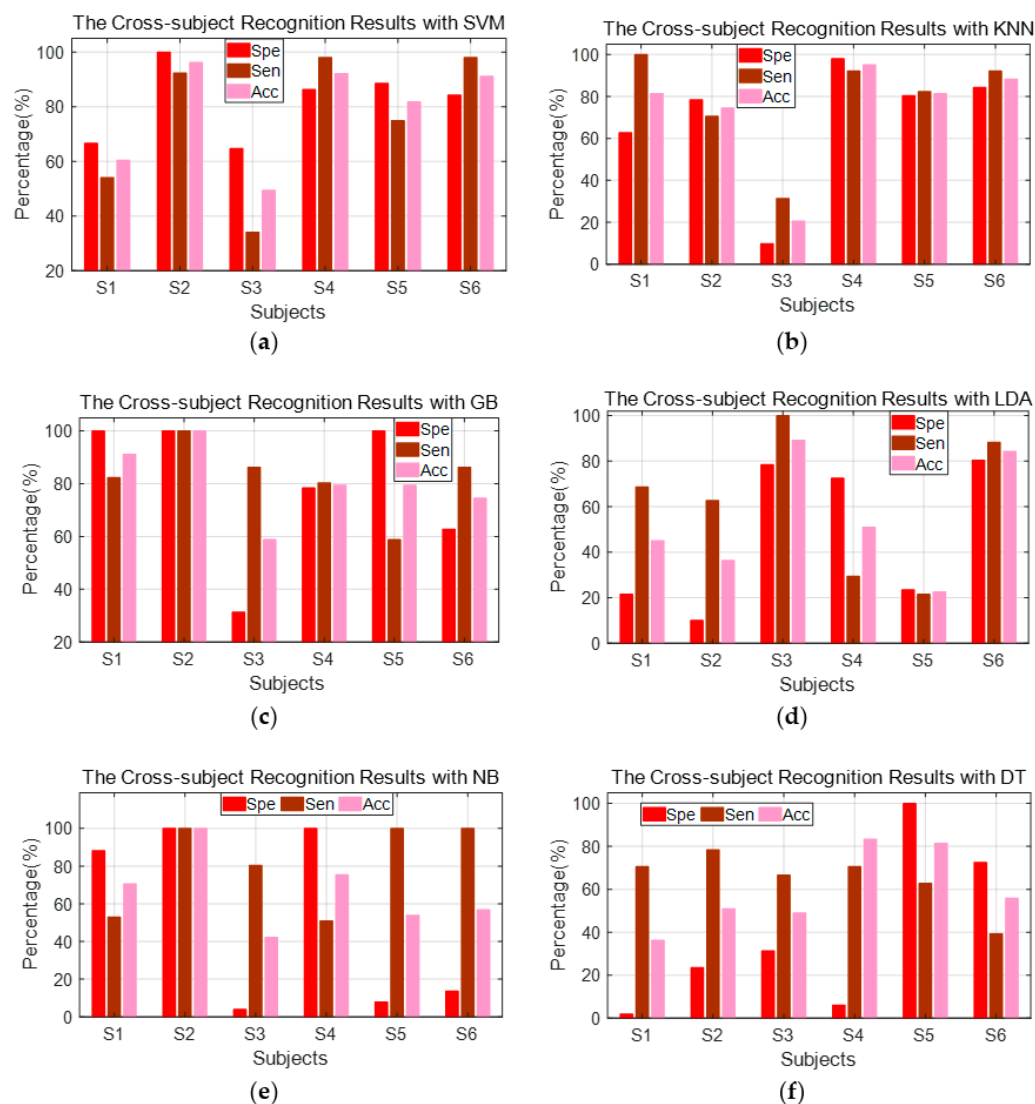 The Cross-subject Recognition Results with SVM
100
80
60
40
20
Percentage(%)
Spe
Sen
Acc
S1 S2 S3 S4 S5 S6
Subjects
(a)
The Cross-subject Recognition Results with KNN
100
80
60
40
20
0
Percentage(%)
Spe
Sen
Acc
S1 S2 S3 S4 S5 S6
Subjects
(b)
The Cross-subject Recognition Results with GB
100
80
60
40
20
Percentage(%)
Spe
Sen
Acc
S1 S2 S3 S4 S5 S6
Subjects
(c)
The Cross-subject Recognition Results with LDA
100
80
60
40
20
0
Percentage(%)
Spe
Sen
Acc
S1 S2 S3 S4 S5 S6
Subjects
(d)
The Cross-subject Recognition Results with NB
100
80
60
40
20
0
Percentage(%)
Spe Sen Acc
S1 S2 S3 S4 S5 S6
Subjects
(e)
The Cross-subject Recognition Results with DT
100
80
60
40
20
0
Percentage(%)
Spe Sen Acc
S1 S2 S3 S4 S5 S6
Subjects
(f)